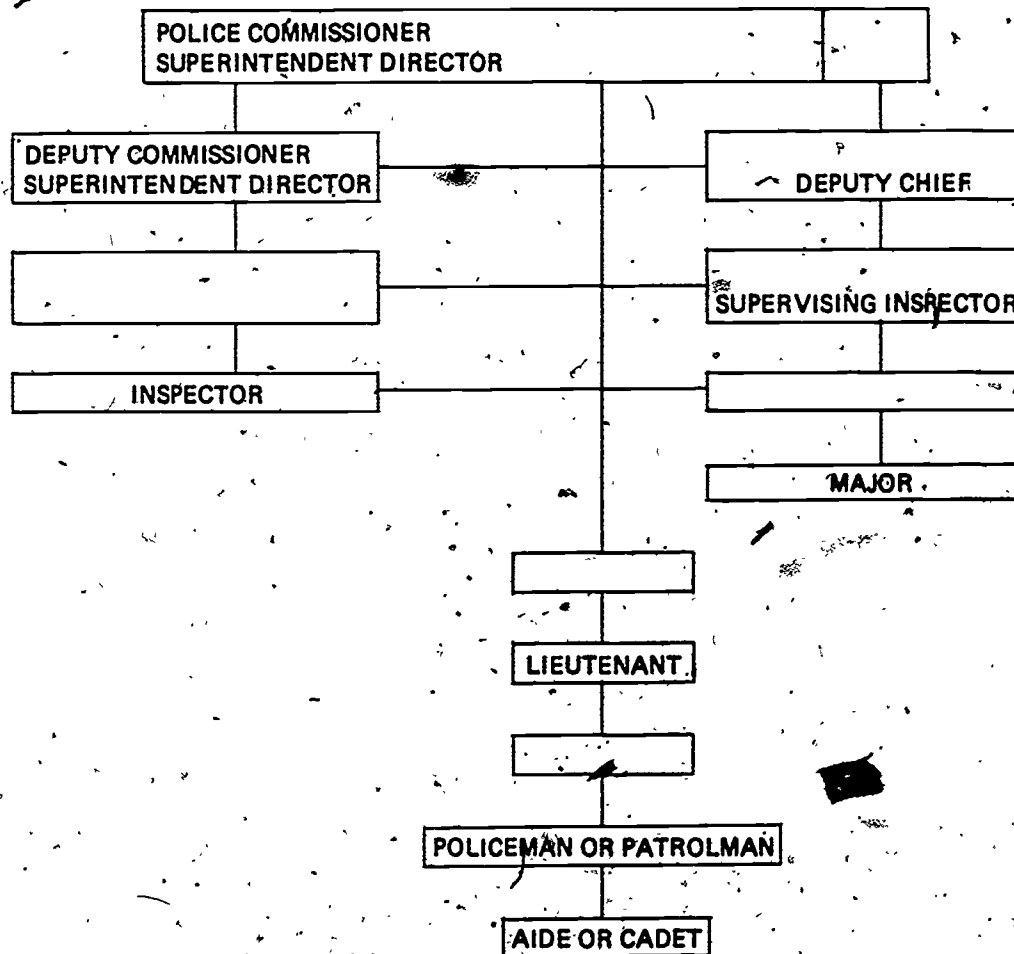 POLICE COMMISSIONER
SUPERINTENDENT DIRECTOR
DEPUTY COMMISSIONER
SUPERINTENDENT DIRECTOR
DEPUTY CHIEF
SUPERVISING INSPECTOR
INSPECTOR
MAJOR
LIEUTENANT
POLICEMAN OR PATROLMAN
AIDE OR CADET